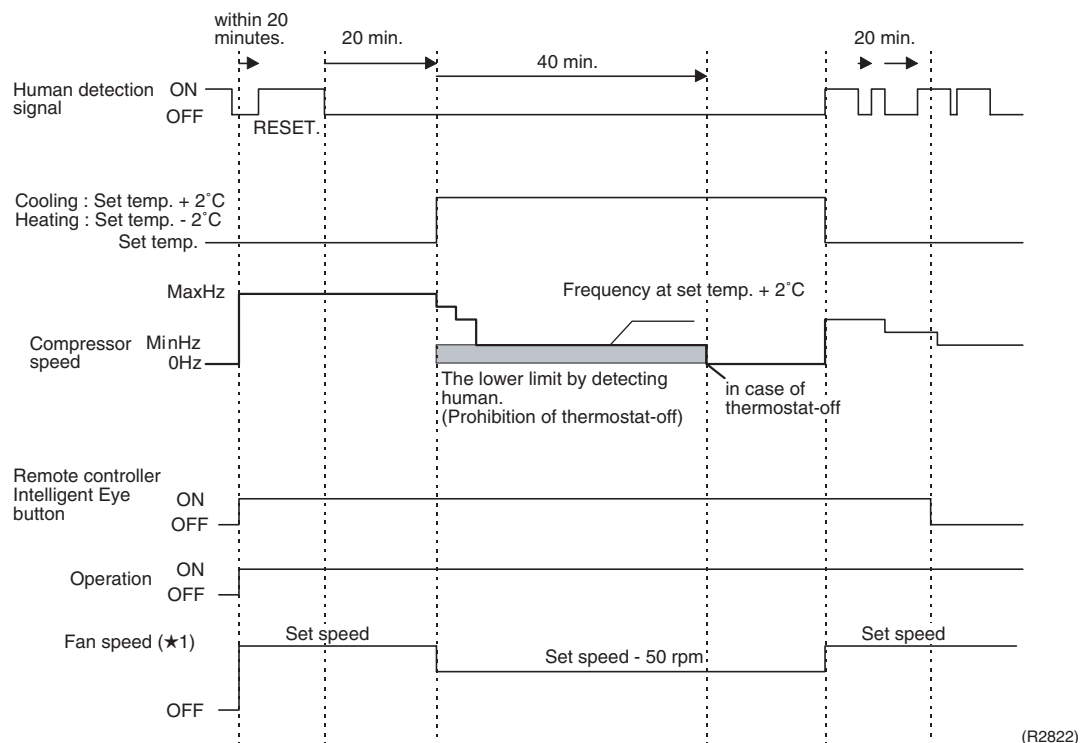 within 20
minutes.
20 min.
40 min.
20 min.
Human detection
signal
ON
OFF
RESET.
Cooling : Set temp. + 2˚C
Heating : Set temp. - 2˚C
Set temp.
MaxHz
Frequency at set temp. + 2˚C
Compressor
speed
MinHz
0Hz
The lower limit by detecting
human.
(Prohibition of thermostat-off)
in case of
thermostat-off
Remote controller
Intelligent Eye
button
ON
OFF
Operation
ON
OFF
Fan speed (★1)
Set speed
Set speed - 50 rpm
Set speed
OFF
(R2822)